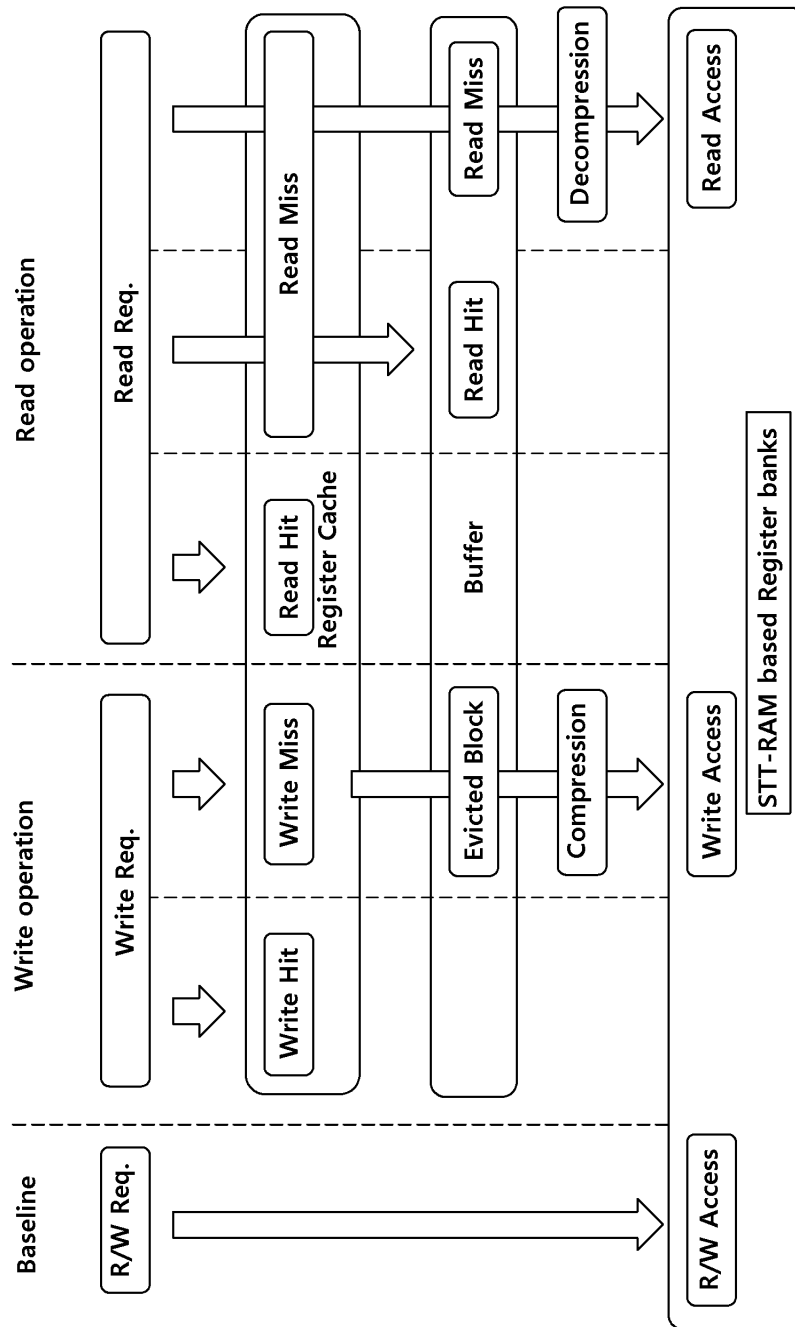 Baseline
Write operation
Read operation
R/W Req.
Write Req.
Read Req.
Write Hit
Write Miss
Read Hit
Read Miss
Register Cache
Evicted Block
Buffer
Read Hit
Read Miss
Compression
Decompression
R/W Access
Write Access
Read Access
STT-RAM based Register banks